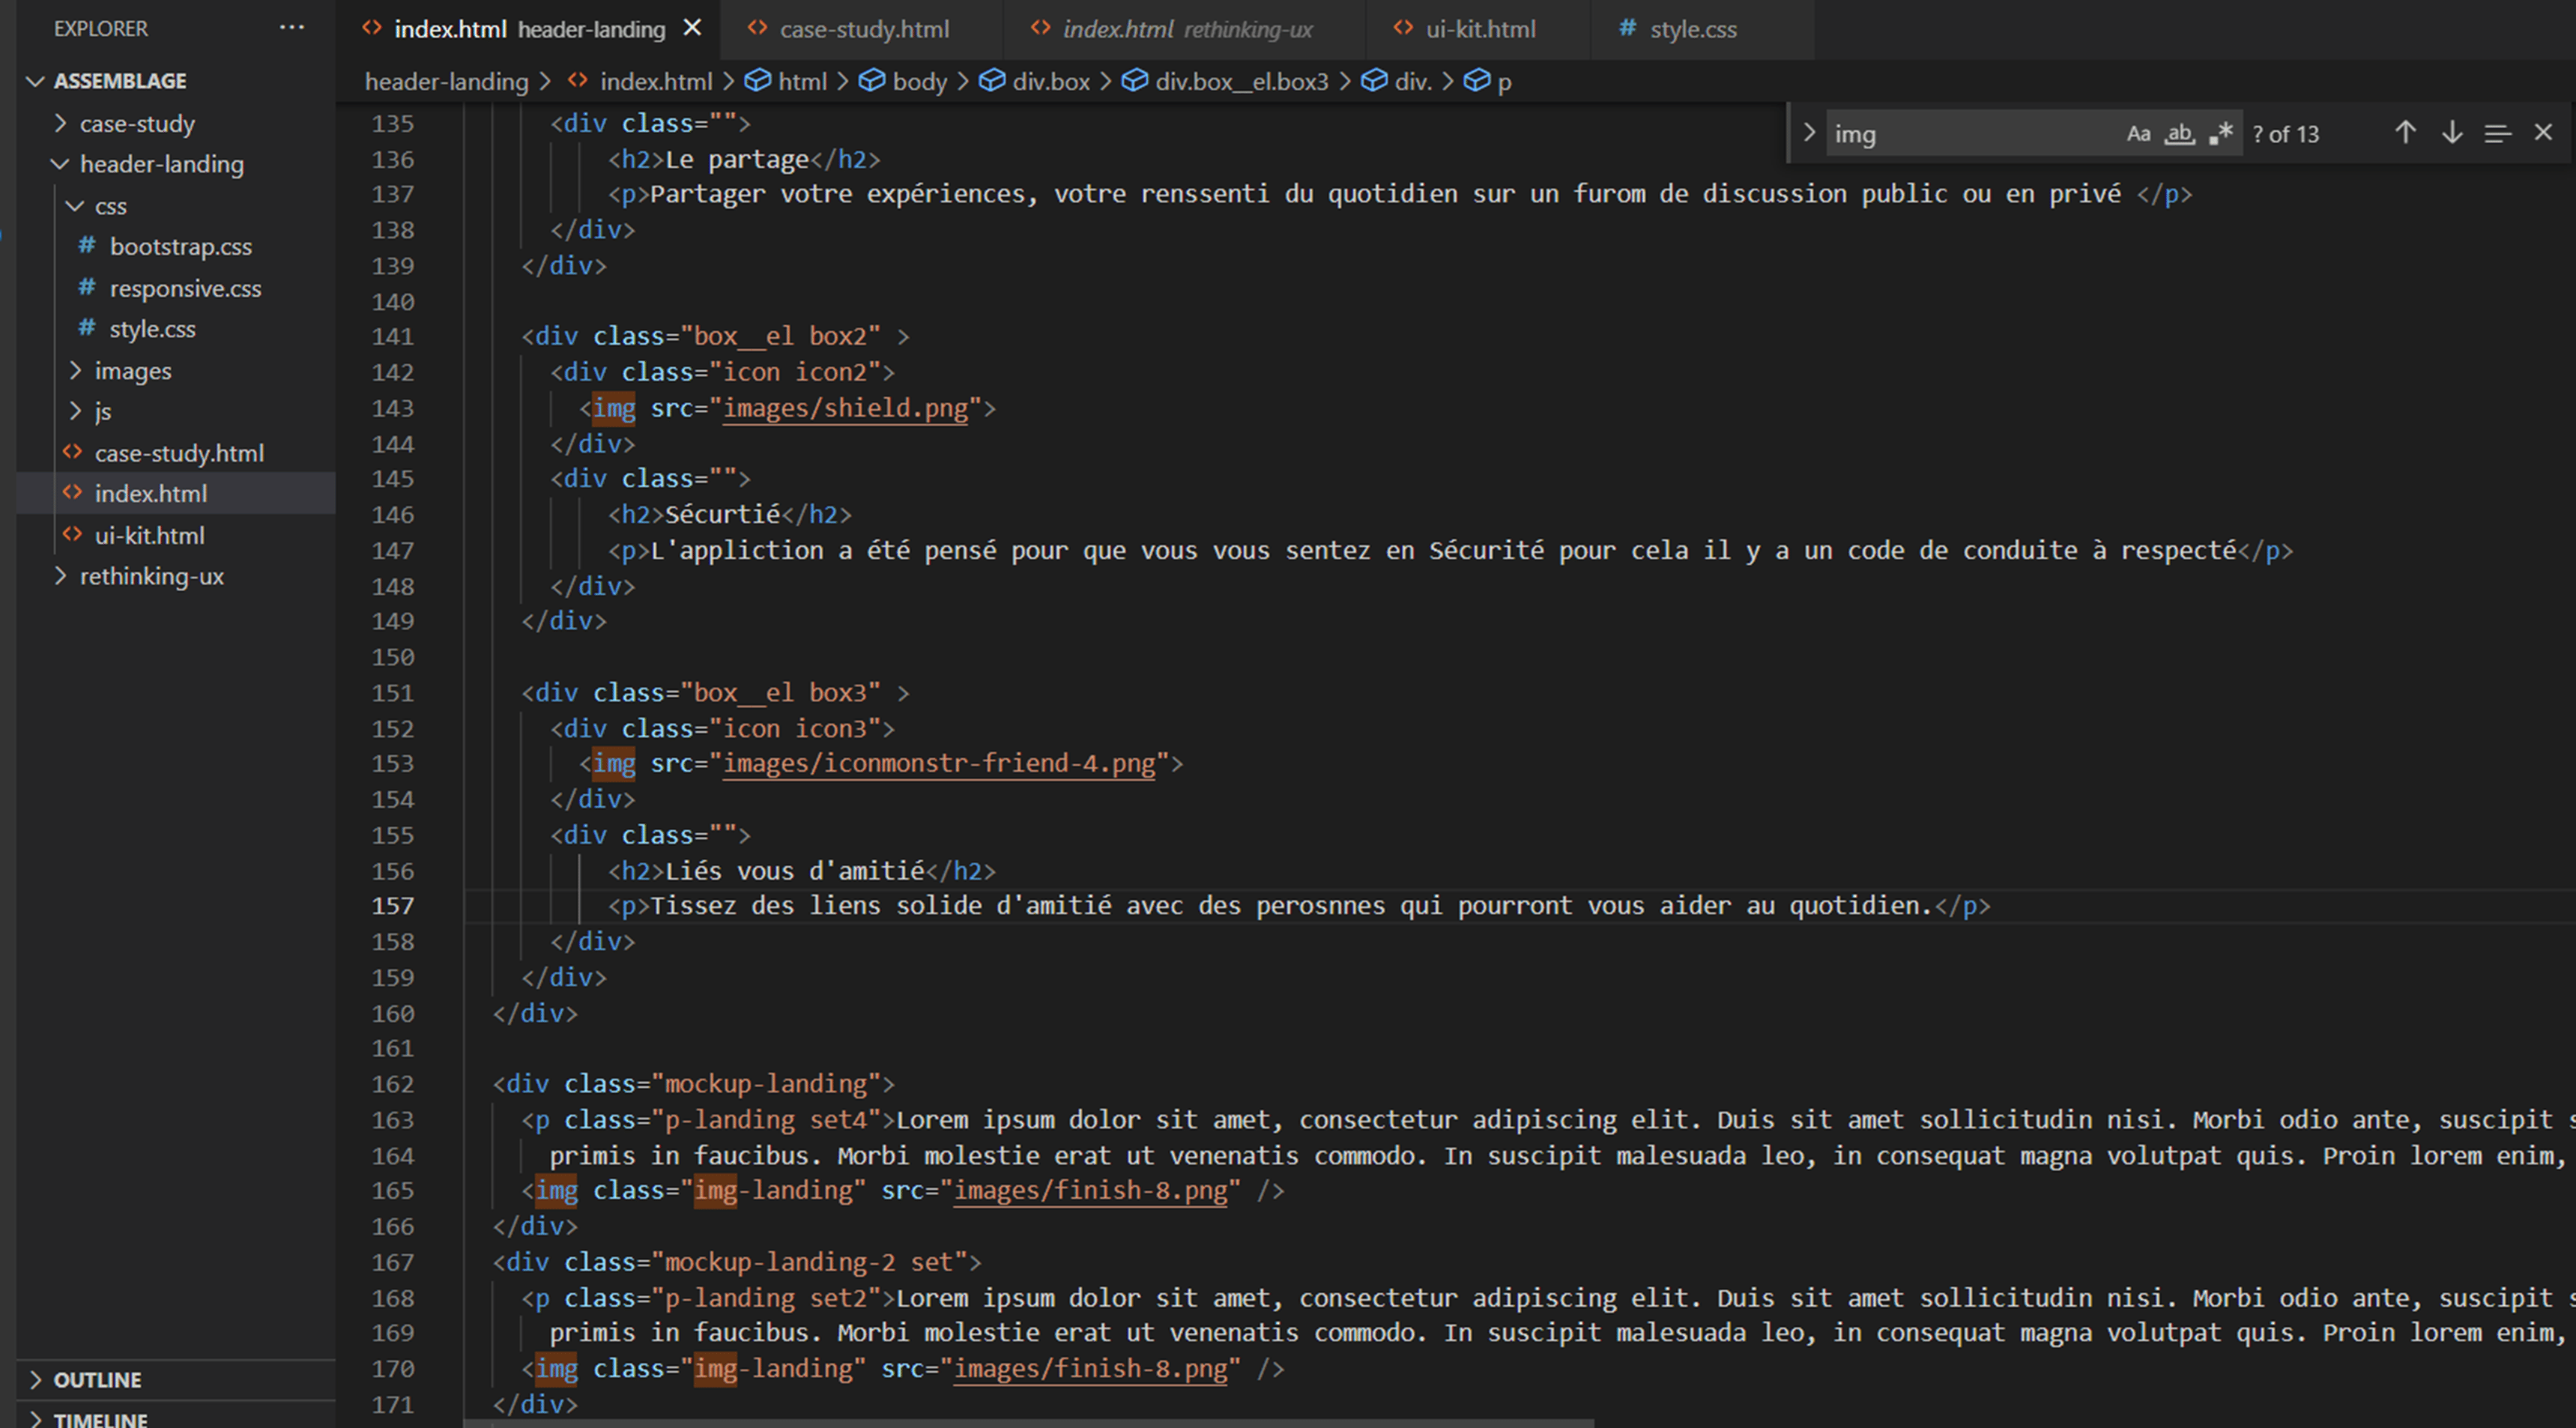 EXPLORER ···
ASSEMBLAGE
case-study
header-landing
css
# bootstrap.css
# responsive.css
# style.css
images
js
<> case-study.html
<> index.html
<> ui-kit.html
rethinking-ux
OUTLINE
TIMELINE
<> index.html header-landing ×
<> case-study.html
<> index.html rethinking-ux
<> ui-kit.html
# style.css
header-landing > <> index.html > html > body > div.box > div.box__el.box3 > div. > p
img Aa ab .* ? of 13
135 <div class="">
136 <h2>Le partage</h2>
137 <p>Partager votre expériences, votre renssenti du quotidien sur un furom de discussion public ou en privé </p>
138 </div>
139 </div>
140
141 <div class="box__el box2" >
142 <div class="icon icon2">
143 <img src="images/shield.png">
144 </div>
145 <div class="">
146 <h2>Sécurtié</h2>
147 <p>L'appliction a été pensé pour que vous vous sentez en Sécurité pour cela il y a un code de conduite à respecté</p>
148 </div>
149 </div>
150
151 <div class="box__el box3" >
152 <div class="icon icon3">
153 <img src="images/iconmonstr-friend-4.png">
154 </div>
155 <div class="">
156 <h2>Liés vous d'amitié</h2>
157 <p>Tissez des liens solide d'amitié avec des perosnnes qui pourront vous aider au quotidien.</p>
158 </div>
159 </div>
160 </div>
161
162 <div class="mockup-landing">
163 <p class="p-landing set4">Lorem ipsum dolor sit amet, consectetur adipiscing elit. Duis sit amet sollicitudin nisi. Morbi odio ante, suscipit
164 primis in faucibus. Morbi molestie erat ut venenatis commodo. In suscipit malesuada leo, in consequat magna volutpat quis. Proin lorem enim,
165 <img class="img-landing" src="images/finish-8.png" />
166 </div>
167 <div class="mockup-landing-2 set">
168 <p class="p-landing set2">Lorem ipsum dolor sit amet, consectetur adipiscing elit. Duis sit amet sollicitudin nisi. Morbi odio ante, suscipit
169 primis in faucibus. Morbi molestie erat ut venenatis commodo. In suscipit malesuada leo, in consequat magna volutpat quis. Proin lorem enim,
170 <img class="img-landing" src="images/finish-8.png" />
171 </div>